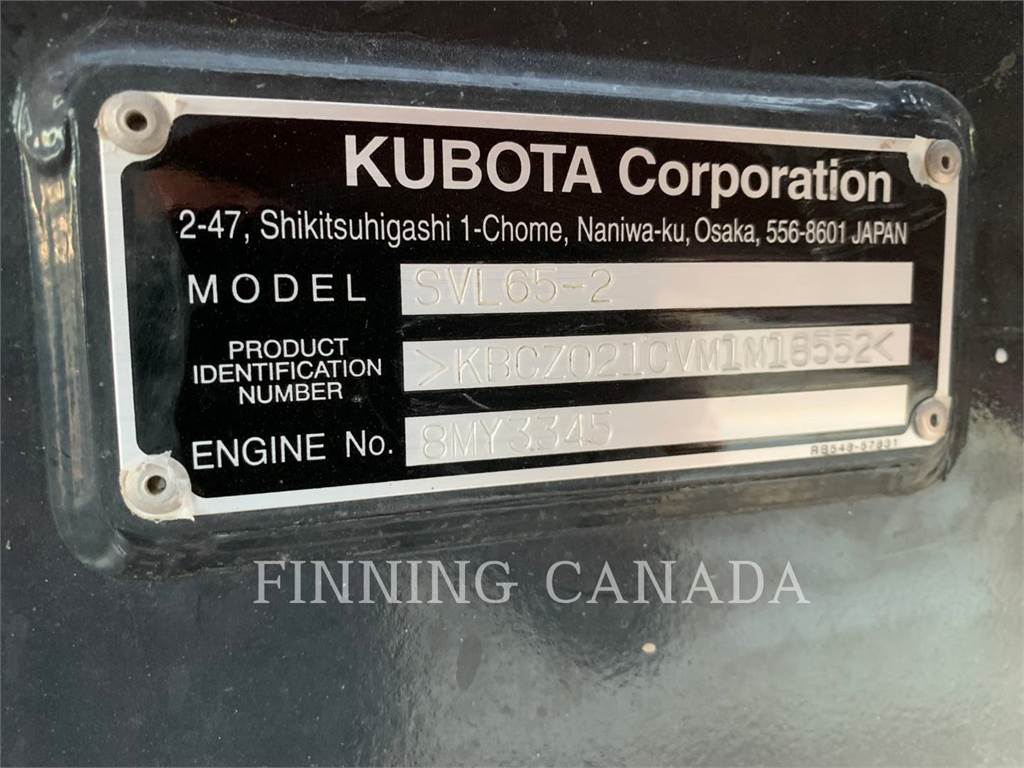 KUBOTA Corporation
2-47, Shikitsuhigashi 1-Chome, Naniwa-ku, Osaka, 556-8601 JAPAN
MODEL SVL65-2
PRODUCT
IDENTIFICATION
NUMBER
>KBCZ021CVM1M18552<
ENGINE No. 8MY3345
RB548-57831
FINNING CANADA